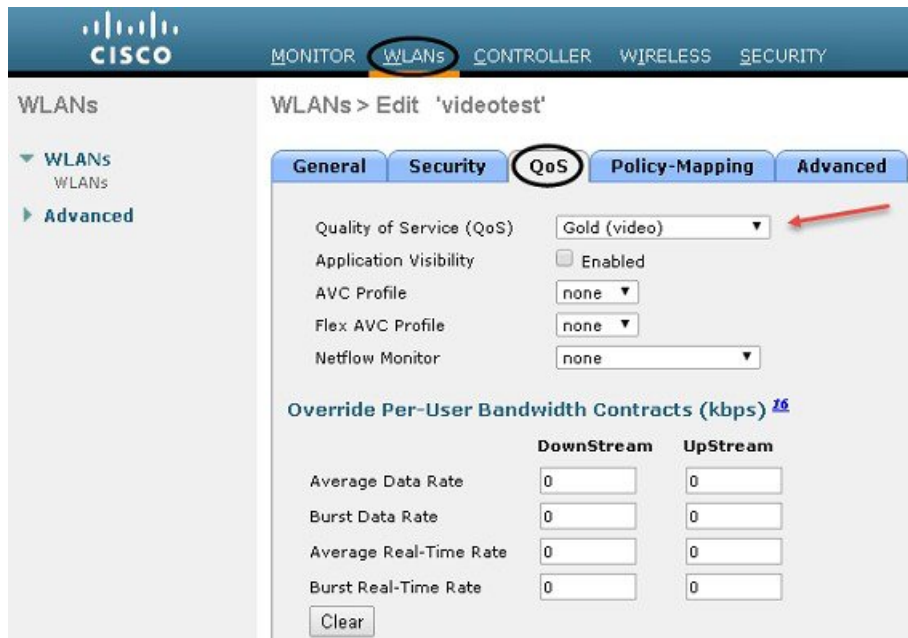 CISCO
MONITOR WLANs CONTROLLER WIRELESS SECURITY
WLANs
WLANs
WLANs
Advanced
WLANs > Edit 'videotest'
General Security QoS Policy-Mapping Advanced
Quality of Service (QoS) Gold (video)
Application Visibility Enabled
AVC Profile none
Flex AVC Profile none
Netflow Monitor none
Override Per-User Bandwidth Contracts (kbps) 16
DownStream UpStream
Average Data Rate 0 0
Burst Data Rate 0 0
Average Real-Time Rate 0 0
Burst Real-Time Rate 0 0
Clear